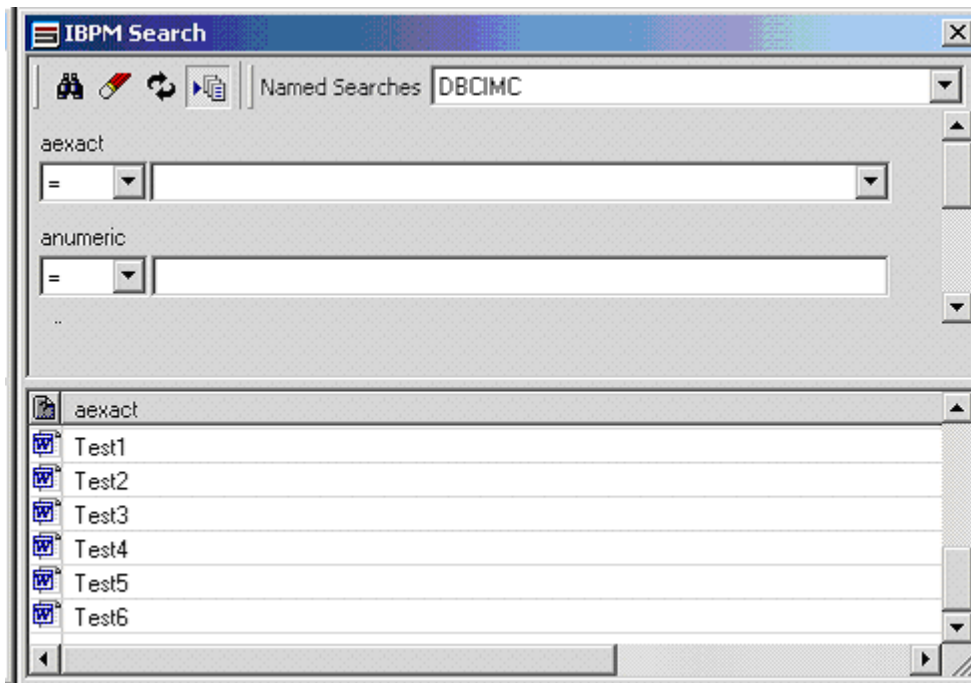 IBPM Search
Named Searches DBCIMC
aexact
=
anumeric
=
..
aexact
Test1
Test2
Test3
Test4
Test5
Test6